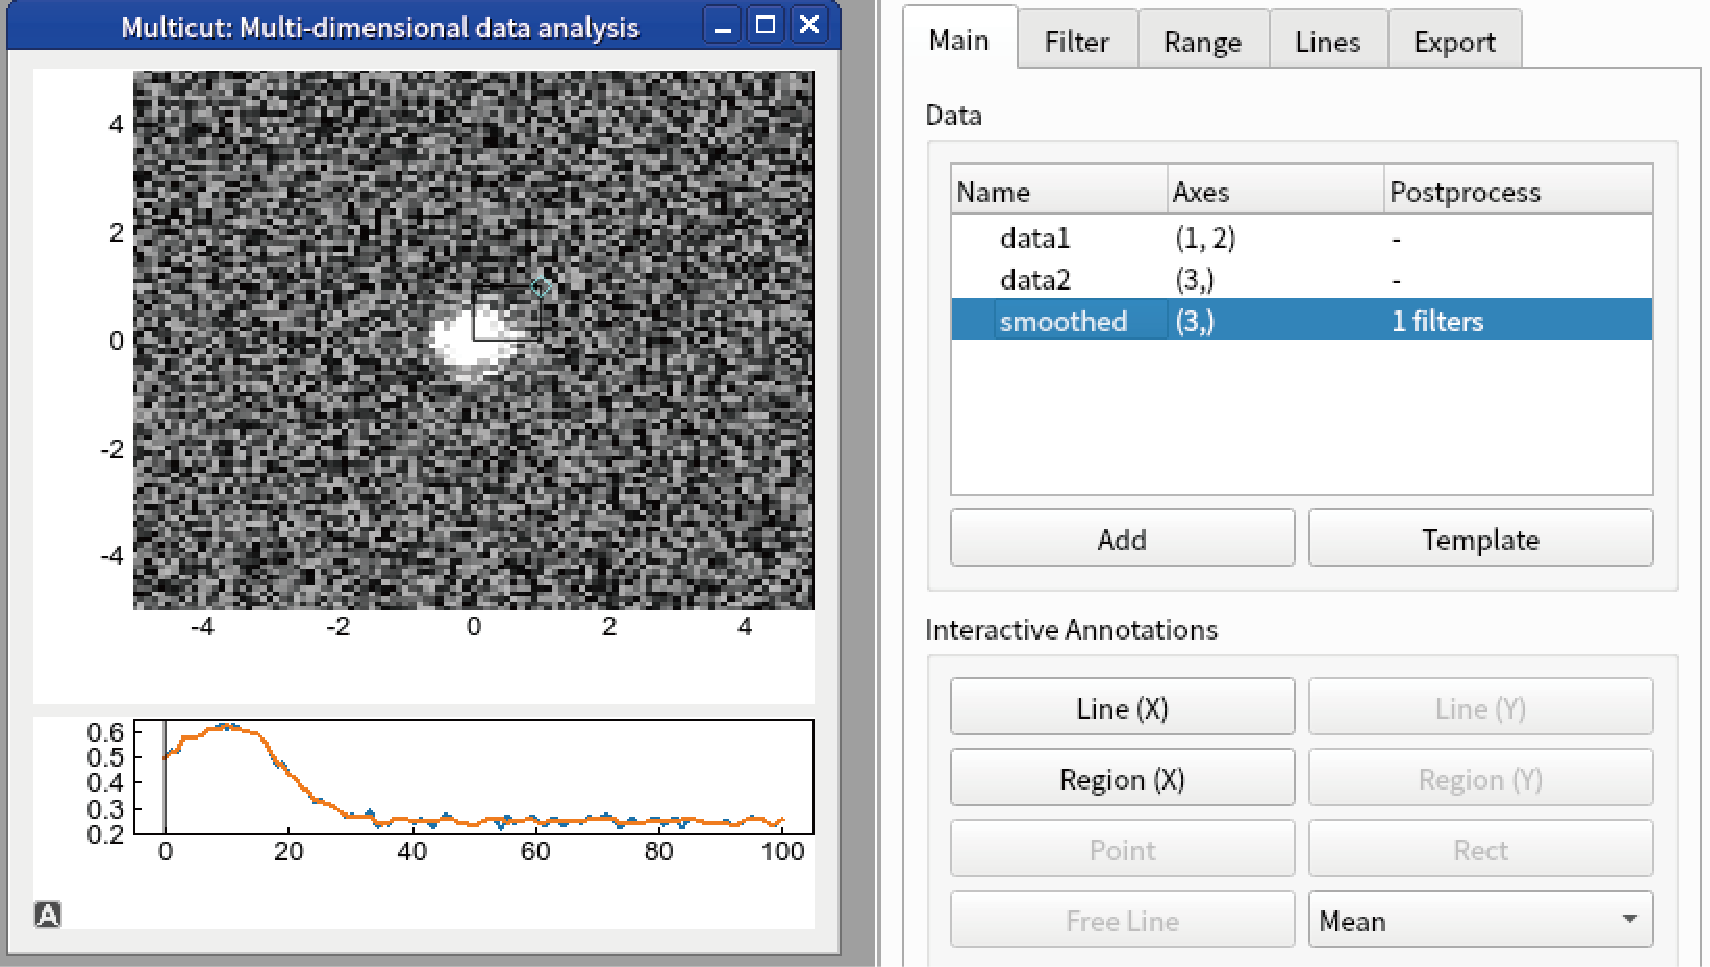 Multicut: Multi-dimensional data analysis
4
2
0
-2
-4
-4 -2 0 2 4
0.6
0.5
0.4
0.3
0.2
0 20 40 60 80 100
A
Main Filter Range Lines Export
Data
Name Axes Postprocess
data1 (1, 2) -
data2 (3,) -
smoothed (3,) 1 filters
Add Template
Interactive Annotations
Line (X) Line (Y)
Region (X) Region (Y)
Point Rect
Free Line Mean